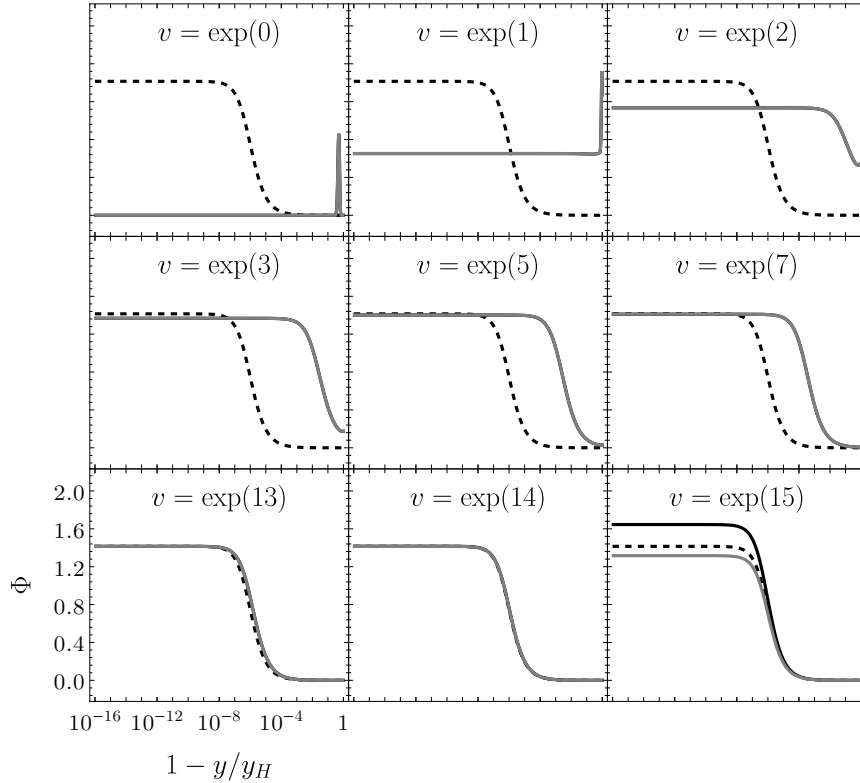 v = exp(0)
v = exp(1)
v = exp(2)
v = exp(3)
v = exp(5)
v = exp(7)
v = exp(13)
v = exp(14)
v = exp(15)
2.0
1.6
1.2
0.8
0.4
0.0
Φ
10^{-16} 10^{-12} 10^{-8} 10^{-4} 1
1 − y/y_H